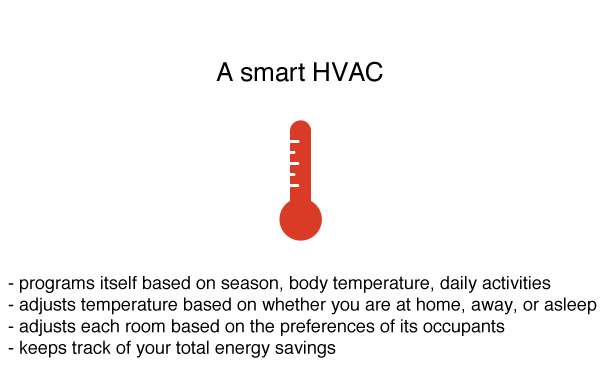 A smart HVAC
- programs itself based on season, body temperature, daily activities
- adjusts temperature based on whether you are at home, away, or asleep
- adjusts each room based on the preferences of its occupants
- keeps track of your total energy savings